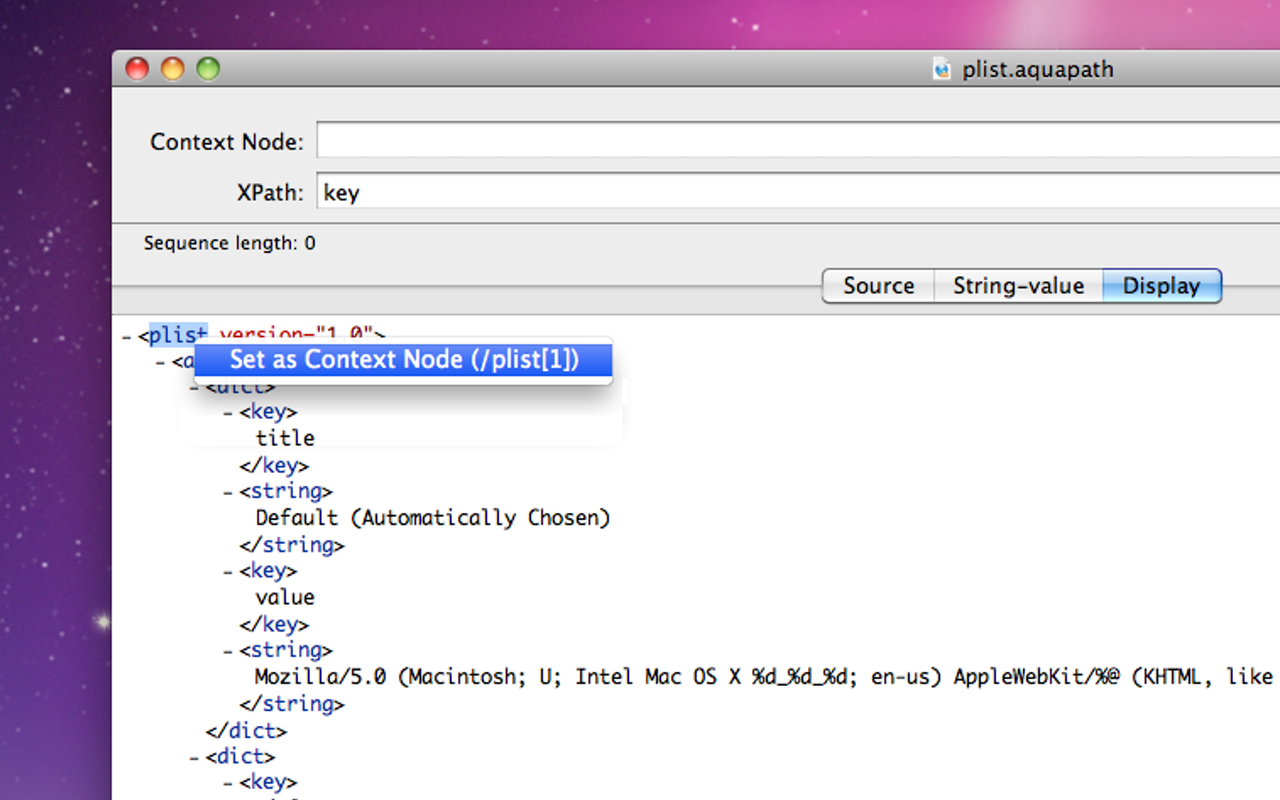 plist.aquapath
Context Node:
XPath: key
Sequence length: 0
Source String-value Display
- <plist version="1.0">
Set as Context Node (/plist[1])
- <a
- <dict>
- <key>
title
</key>
- <string>
Default (Automatically Chosen)
</string>
- <key>
value
</key>
- <string>
Mozilla/5.0 (Macintosh; U; Intel Mac OS X %d_%d_%d; en-us) AppleWebKit/%@ (KHTML, like
</string>
</dict>
- <dict>
- <key>